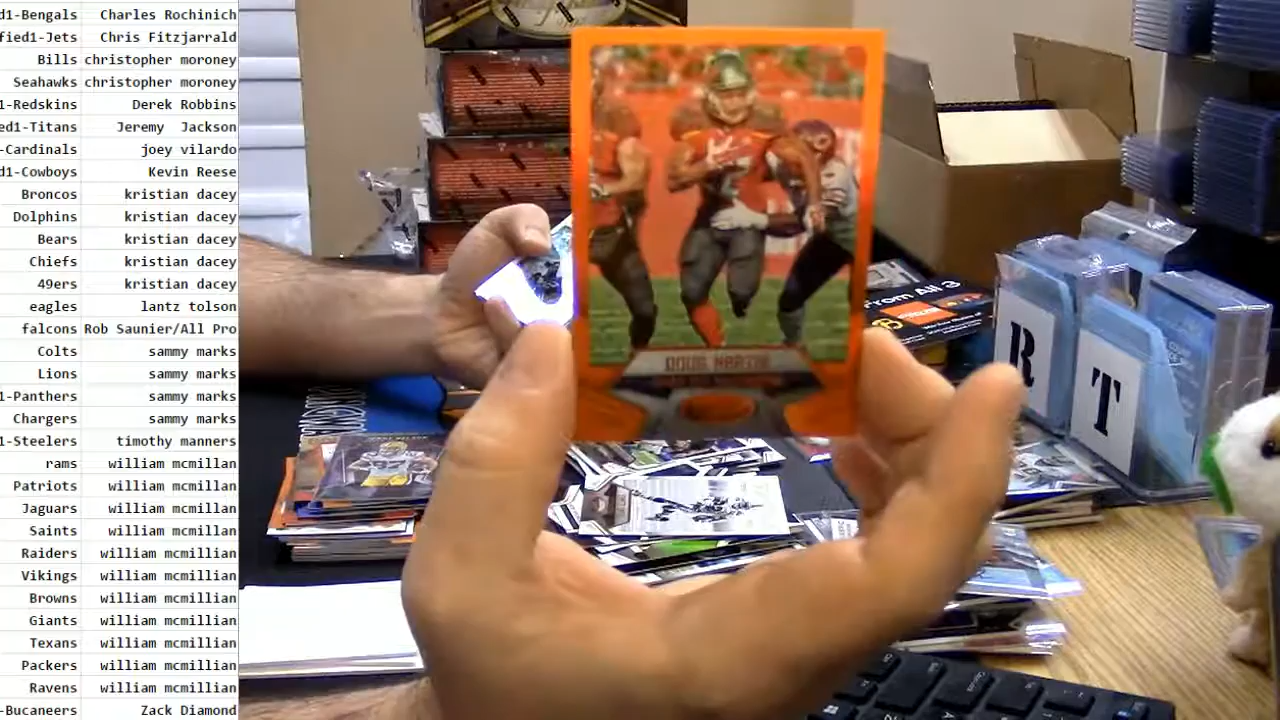 d1-Bengals Charles Rochinich
fied1-Jets Chris Fitzjarrald
Bills christopher moroney
Seahawks christopher moroney
1-Redskins Derek Robbins
ed1-Titans Jeremy Jackson
-Cardinals joey vilardo
d1-Cowboys Kevin Reese
Broncos kristian dacey
Dolphins kristian dacey
Bears kristian dacey
Chiefs kristian dacey
49ers kristian dacey
eagles lantz tolson
falcons Rob Saunier/All Pro
Colts sammy marks
Lions sammy marks
1-Panthers sammy marks
Chargers sammy marks
1-Steelers timothy manners
rams william mcmillan
Patriots william mcmillan
Jaguars william mcmillan
Saints william mcmillan
Raiders william mcmillian
Vikings william mcmillian
Browns william mcmillian
Giants william mcmillian
Texans william mcmillian
Packers william mcmillian
Ravens william mcmillian
-Bucaneers Zack Diamond
DOUG MARTIN
From All 3
R
T